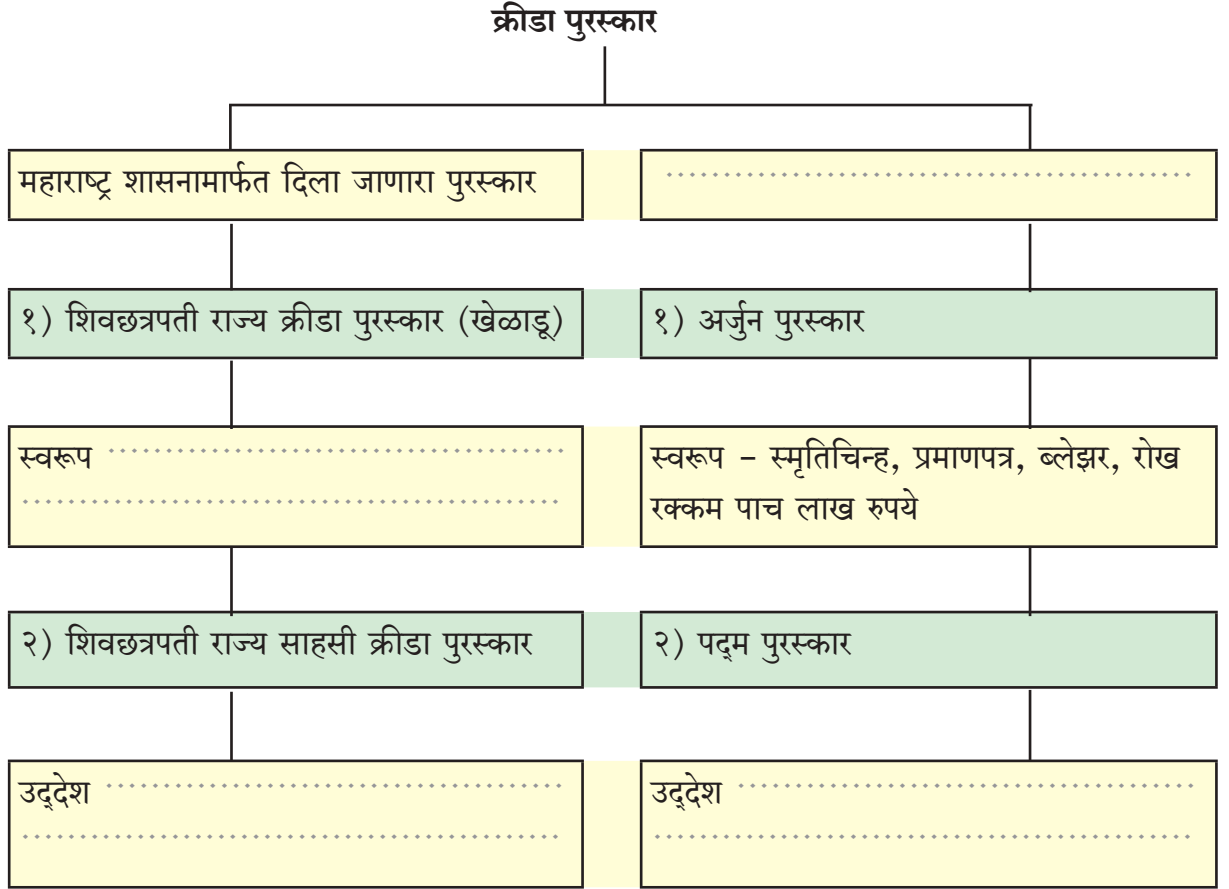 क्रीडा पुरस्कार
महाराष्ट्र शासनामार्फत दिला जाणारा पुरस्कार
१) शिवछत्रपती राज्य क्रीडा पुरस्कार (खेळाडू)
स्वरूप
२) शिवछत्रपती राज्य साहसी क्रीडा पुरस्कार
उद्‌देश
१) अर्जुन पुरस्कार
स्वरूप – स्मृतिचिन्ह, प्रमाणपत्र, ब्लेझर, रोख
रक्कम पाच लाख रुपये
२) पद्‌म पुरस्कार
उद्‌देश